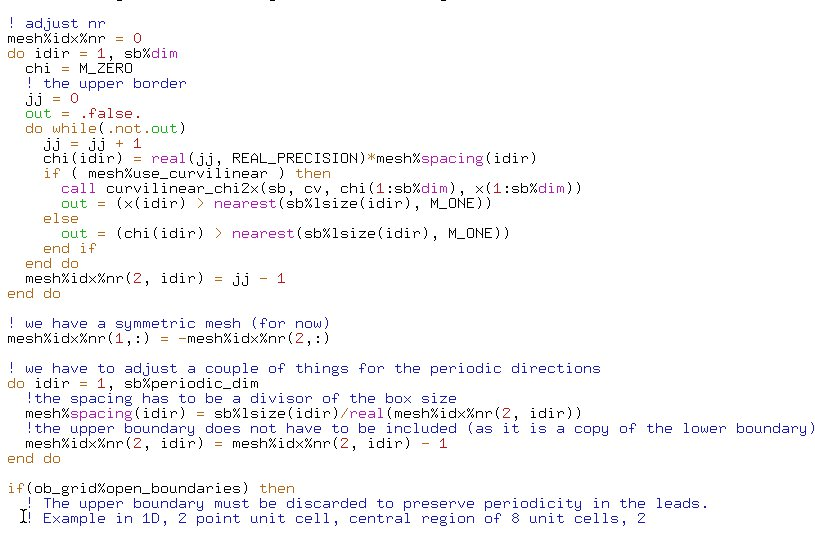 ! adjust nr
mesh%idx%nr = 0
do idir = 1, sb%dim
  chi = M_ZERO
  ! the upper border
  jj = 0
  out = .false.
  do while(.not.out)
    jj = jj + 1
    chi(idir) = real(jj, REAL_PRECISION)*mesh%spacing(idir)
    if ( mesh%use_curvilinear ) then
      call curvilinear_chi2x(sb, cv, chi(1:sb%dim), x(1:sb%dim))
      out = (x(idir) > nearest(sb%lsize(idir), M_ONE))
    else
      out = (chi(idir) > nearest(sb%lsize(idir), M_ONE))
    end if
  end do
  mesh%idx%nr(2, idir) = jj - 1
end do

! we have a symmetric mesh (for now)
mesh%idx%nr(1,:) = -mesh%idx%nr(2,:)

! we have to adjust a couple of things for the periodic directions
do idir = 1, sb%periodic_dim
  !the spacing has to be a divisor of the box size
  mesh%spacing(idir) = sb%lsize(idir)/real(mesh%idx%nr(2, idir))
  !the upper boundary does not have to be included (as it is a copy of the lower boundary)
  mesh%idx%nr(2, idir) = mesh%idx%nr(2, idir) - 1
end do

if(ob_grid%open_boundaries) then
  ! The upper boundary must be discarded to preserve periodicity in the leads.
  ! Example in 1D, 2 point unit cell, central region of 8 unit cells, 2